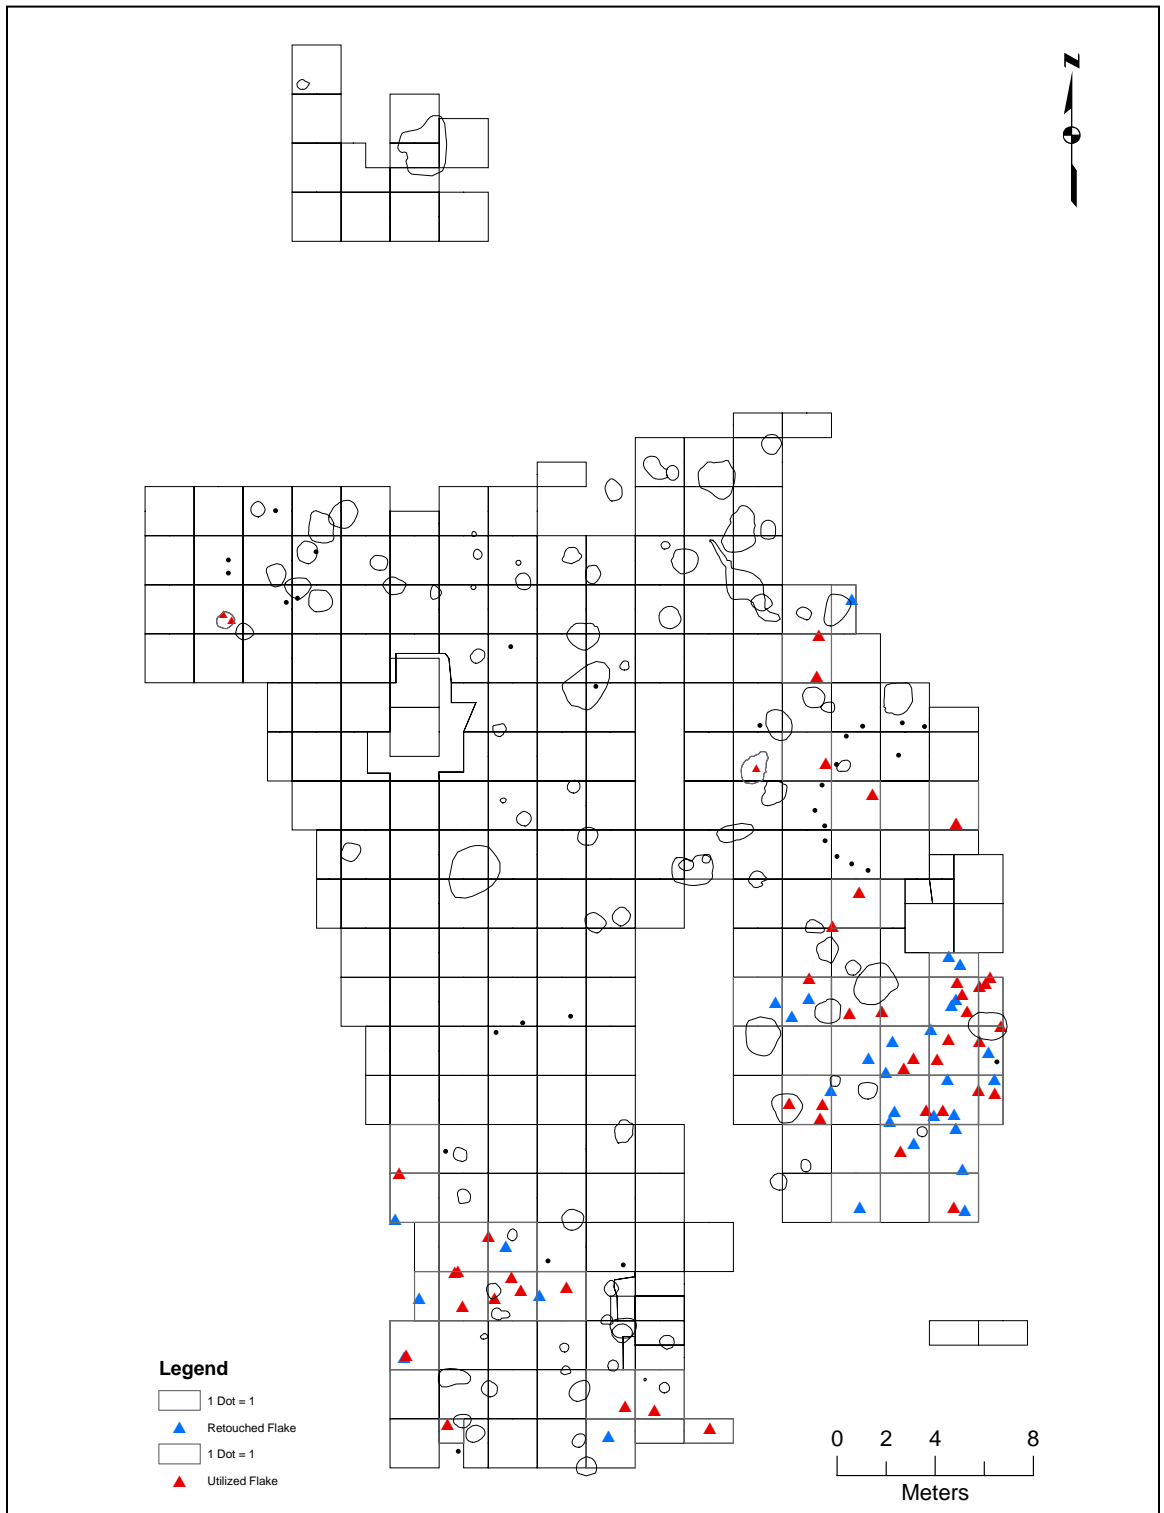 N
Legend
1 Dot = 1
Retouched Flake
1 Dot = 1
Utilized Flake
0 2 4 8
Meters